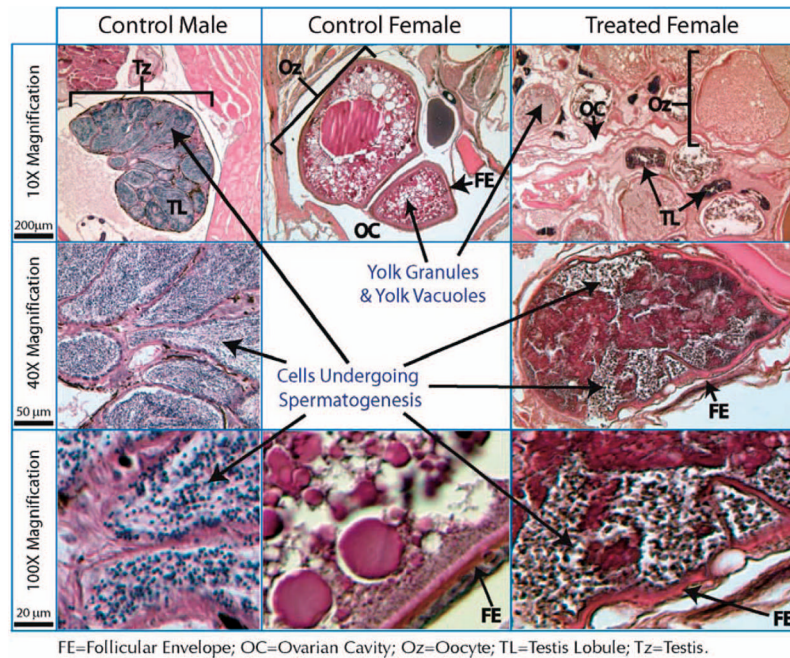 Control Male
Control Female
Treated Female
10X Magnification
200µm
Tz
TL
Oz
FE
OC
OC
Oz
TL
Yolk Granules
& Yolk Vacuoles
40X Magnification
50 µm
Cells Undergoing
Spermatogenesis
FE
100X Magnification
20 µm
FE
FE
FE=Follicular Envelope; OC=Ovarian Cavity; Oz=Oocyte; TL=Testis Lobule; Tz=Testis.